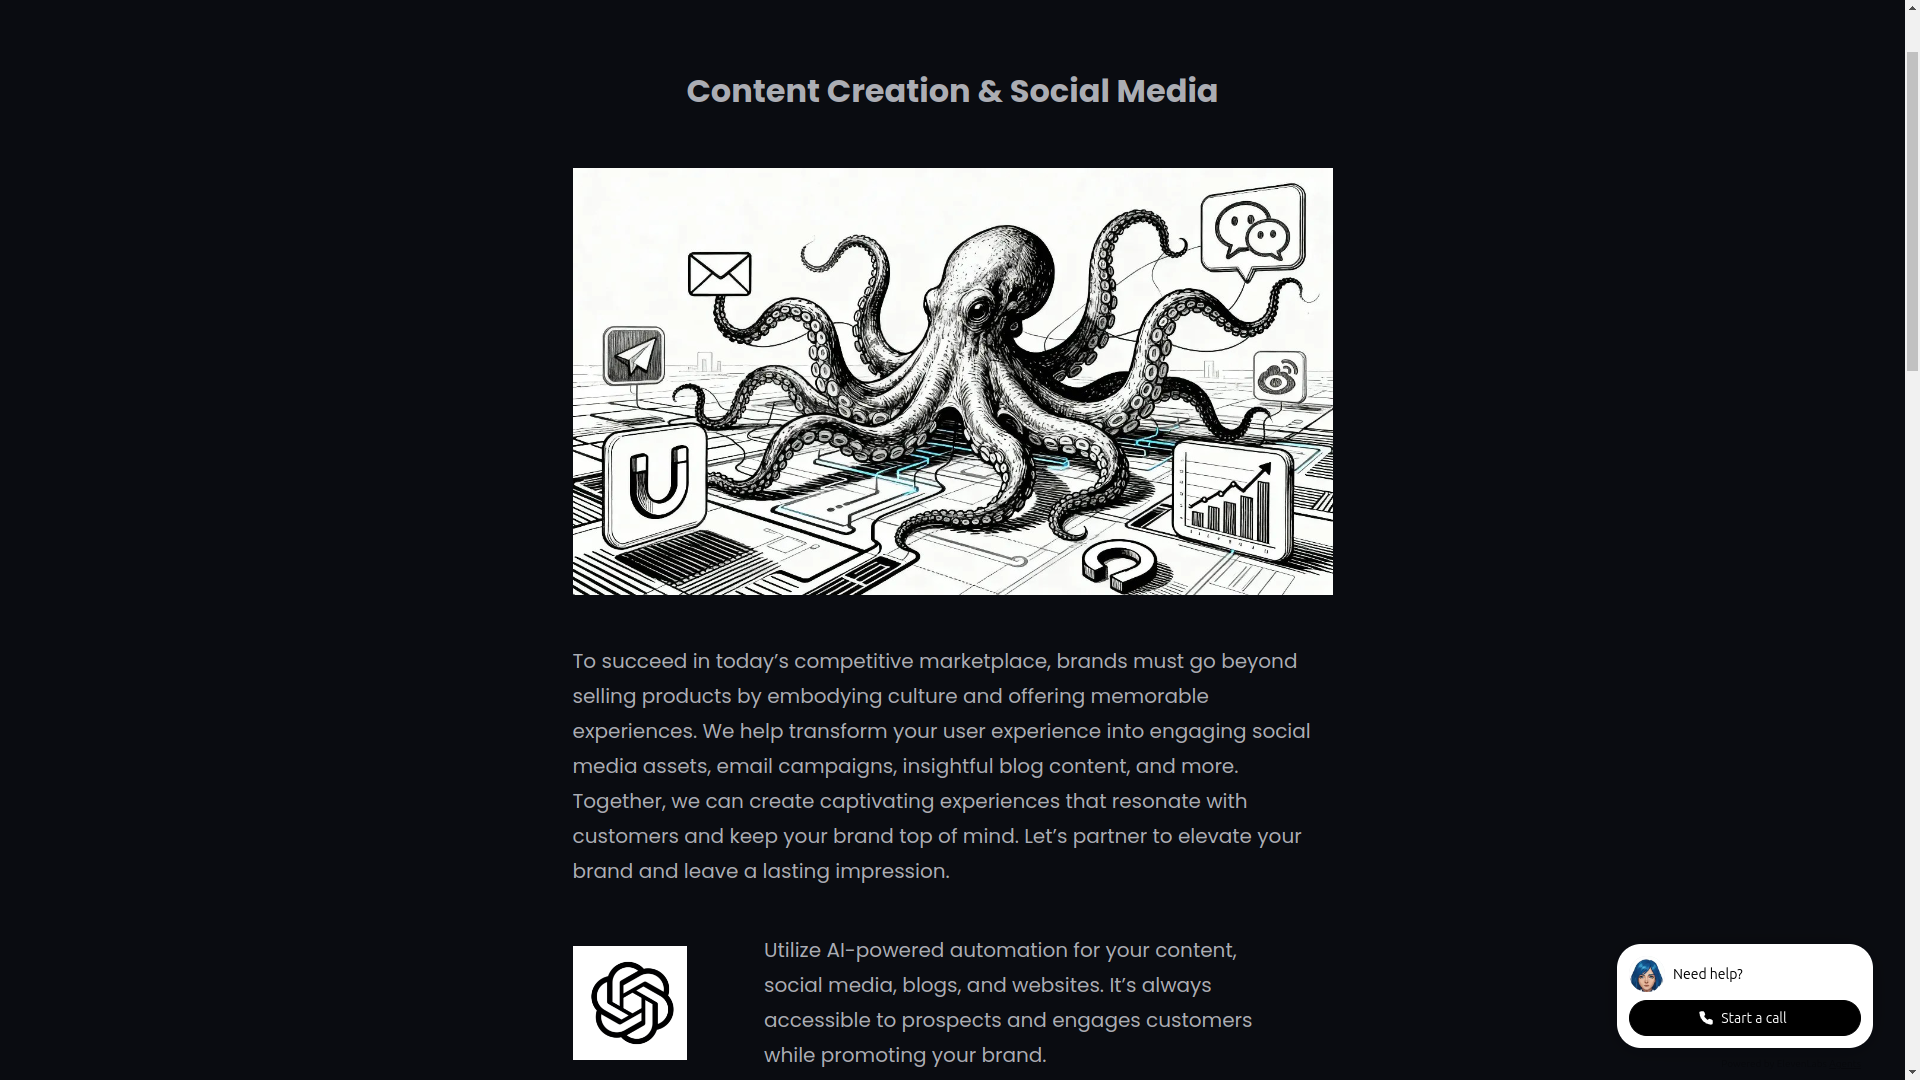 Content Creation & Social Media
To succeed in today’s competitive marketplace, brands must go beyond
selling products by embodying culture and offering memorable
experiences. We help transform your user experience into engaging social
media assets, email campaigns, insightful blog content, and more.
Together, we can create captivating experiences that resonate with
customers and keep your brand top of mind. Let’s partner to elevate your
brand and leave a lasting impression.
Utilize AI-powered automation for your content,
social media, blogs, and websites. It’s always
accessible to prospects and engages customers
while promoting your brand.
Need help?
Start a call